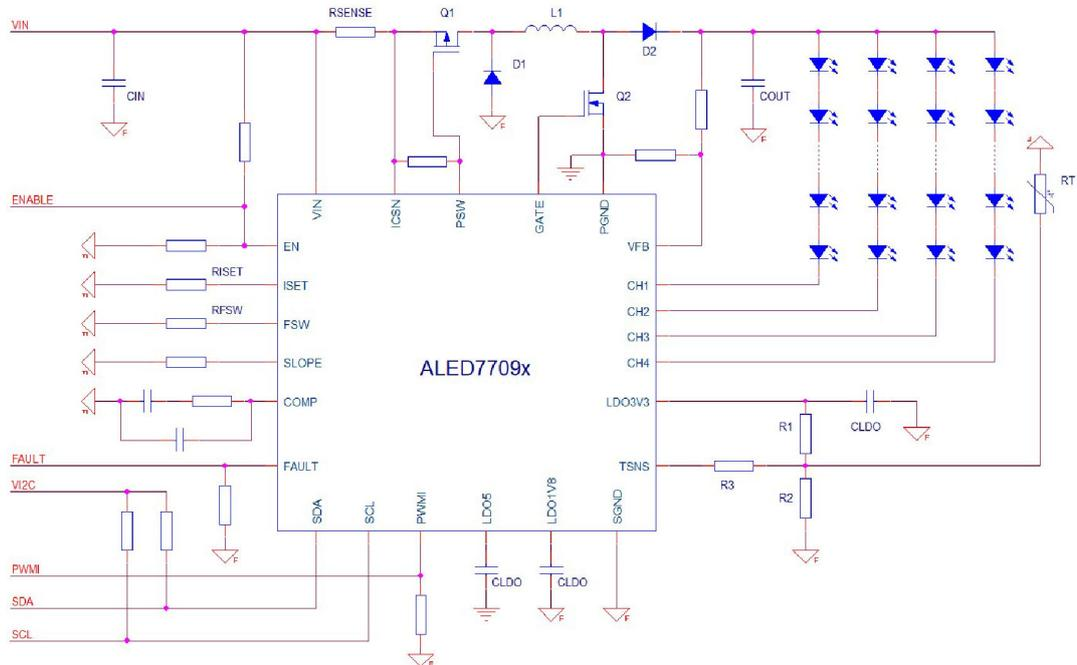 VIN
RSENSE
Q1
L1
D1
D2
CIN
Q2
COUT
ENABLE
RT
VIN
ICSN
PSW
GATE
PGND
EN
VFB
RISET
ISET
CH1
RFSW
FSW
CH2
CH3
SLOPE
CH4
ALED7709x
COMP
LDO3V3
R1
CLDO
FAULT
FAULT
TSNS
R3
R2
VI2C
SDA
SCL
PWMI
LDO5
LDO1V8
SGND
PWMI
CLDO
CLDO
SDA
SCL